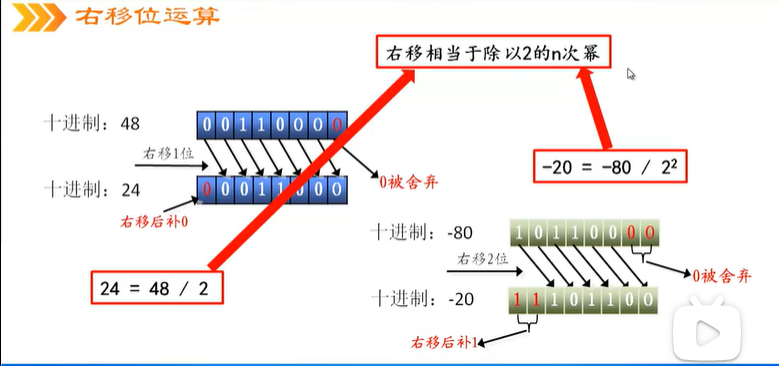 右移位运算
右移相当于除以2的n次幂
十进制：48
0 0 1 1 0 0 0 0
右移1位
0被舍弃
十进制：24
0 0 0 1 1 0 0 0
右移后补0
24 = 48 / 2
-20 = -80 / 2²
十进制：-80
1 0 1 1 0 0 0 0
右移2位
0被舍弃
十进制：-20
1 1 1 0 1 1 0 0
右移后补1